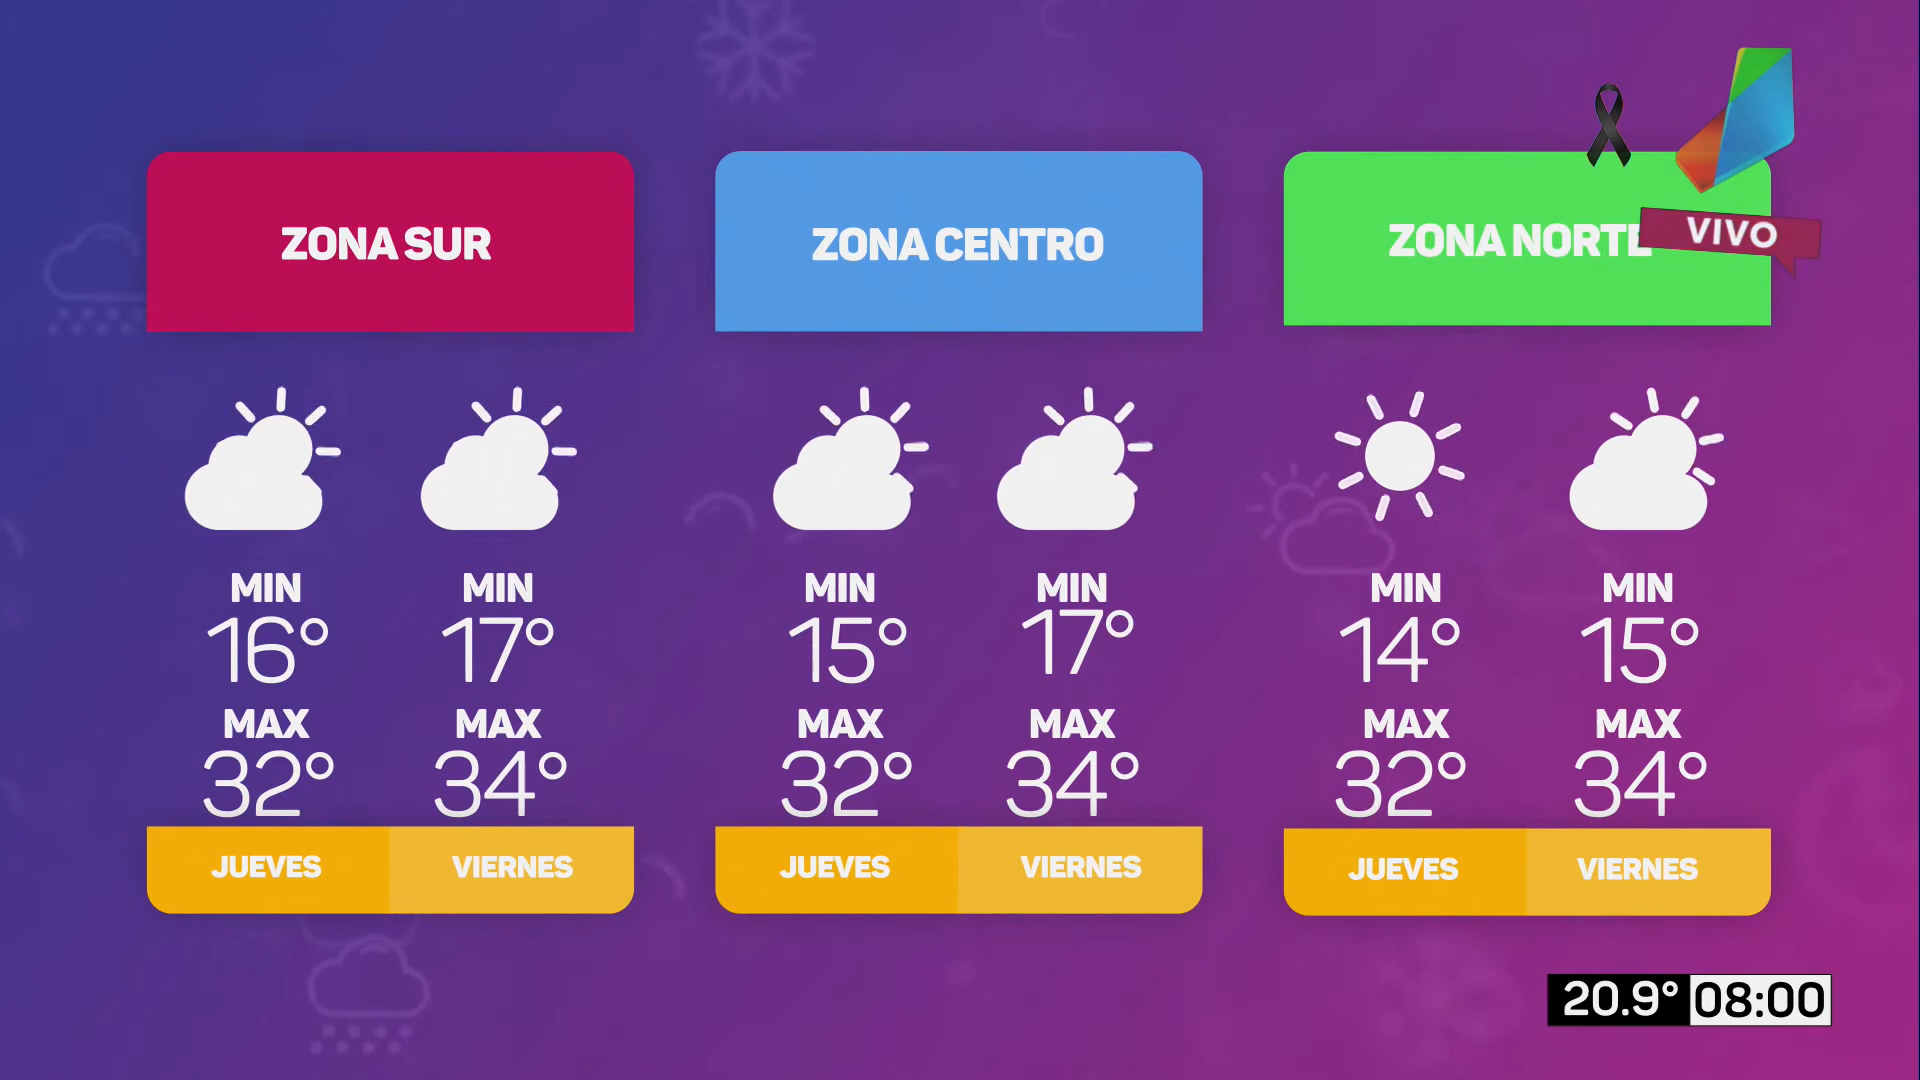 ZONA SUR
ZONA CENTRO
ZONA NORTE
VIVO
MIN MIN
16° 17°
MAX MAX
32° 34°
JUEVES VIERNES
MIN MIN
15° 17°
MAX MAX
32° 34°
JUEVES VIERNES
MIN MIN
14° 15°
MAX MAX
32° 34°
JUEVES VIERNES
20.9° 08:00